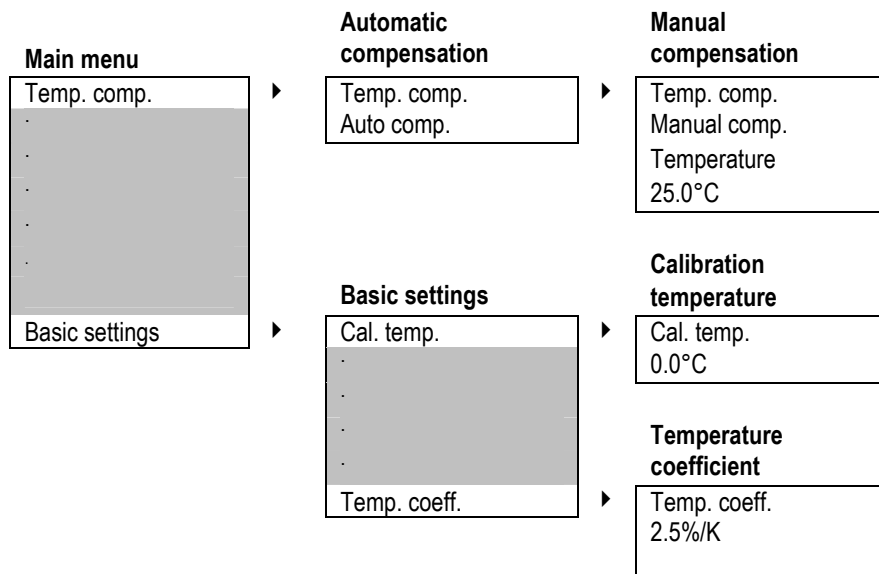 Main menu
Temp. comp.
.
.
.
.
.
Basic settings
Automatic
compensation
Temp. comp.
Auto comp.
Manual
compensation
Temp. comp.
Manual comp.
Temperature
25.0°C
Basic settings
Cal. temp.
.
.
.
.
Temp. coeff.
Calibration
temperature
Cal. temp.
0.0°C
Temperature
coefficient
Temp. coeff.
2.5%/K